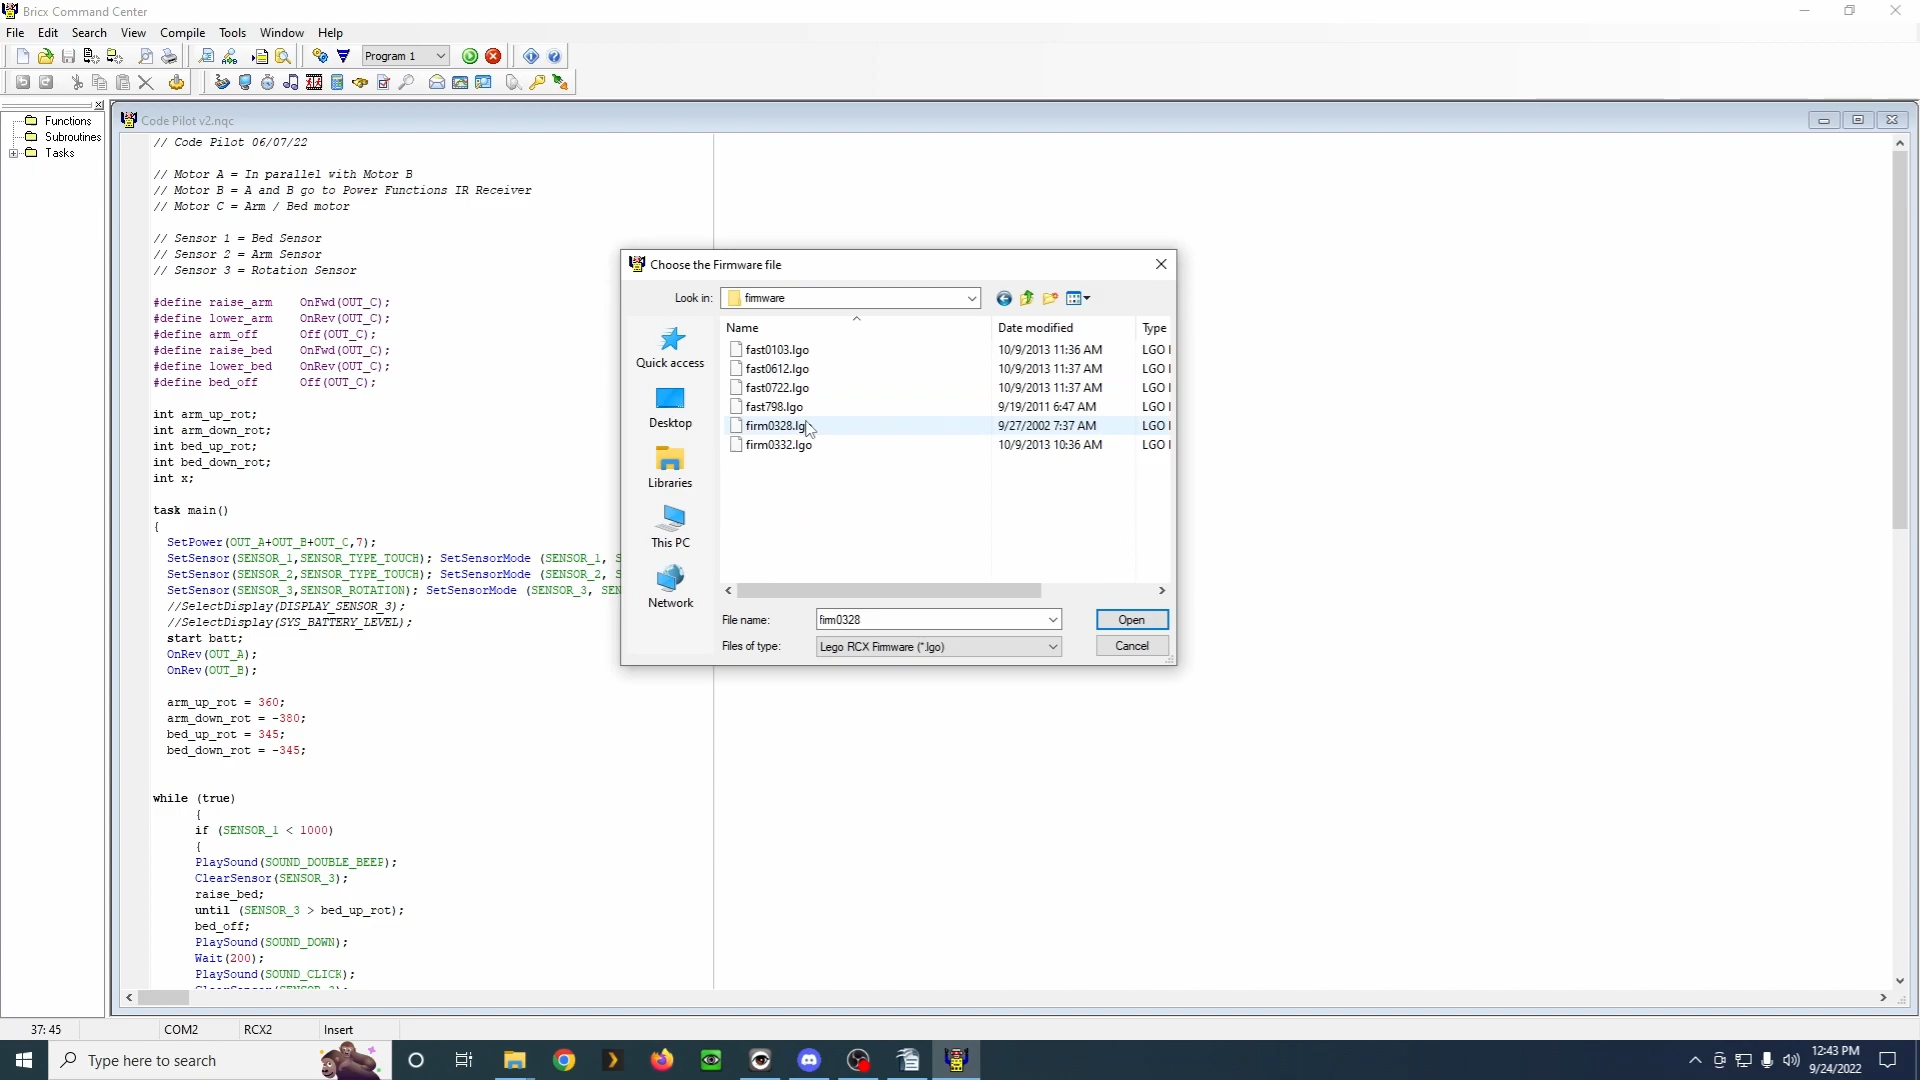 Bricx Command Center
File Edit Search View Compile Tools Window Help
Program 1
Functions
Subroutines
Tasks
Code Pilot v2.nqc
// Code Pilot 06/07/22
// Motor A = In parallel with Motor B
// Motor B = A and B go to Power Functions IR Receiver
// Motor C = Arm / Bed motor
// Sensor 1 = Bed Sensor
// Sensor 2 = Arm Sensor
// Sensor 3 = Rotation Sensor
#define raise_arm OnFwd(OUT_C);
#define lower_arm OnRev(OUT_C);
#define arm_off Off(OUT_C);
#define raise_bed OnFwd(OUT_C);
#define lower_bed OnRev(OUT_C);
#define bed_off Off(OUT_C);
int arm_up_rot;
int arm_down_rot;
int bed_up_rot;
int bed_down_rot;
int x;
task main()
{
SetPower(OUT_A+OUT_B+OUT_C,7);
SetSensor(SENSOR_1,SENSOR_TYPE_TOUCH); SetSensorMode (SENSOR_1, S
SetSensor(SENSOR_2,SENSOR_TYPE_TOUCH); SetSensorMode (SENSOR_2, S
SetSensor(SENSOR_3,SENSOR_ROTATION); SetSensorMode (SENSOR_3, SEN
//SelectDisplay(DISPLAY_SENSOR_3);
//SelectDisplay(SYS_BATTERY_LEVEL);
start batt;
OnRev(OUT_A);
OnRev(OUT_B);
arm_up_rot = 360;
arm_down_rot = -380;
bed_up_rot = 345;
bed_down_rot = -345;
while (true)
{
if (SENSOR_1 < 1000)
{
PlaySound(SOUND_DOUBLE_BEEP);
ClearSensor(SENSOR_3);
raise_bed;
until (SENSOR_3 > bed_up_rot);
bed_off;
PlaySound(SOUND_DOWN);
Wait(200);
PlaySound(SOUND_CLICK);
Choose the Firmware file
Look in: firmware
Quick access
Desktop
Libraries
This PC
Network
Name Date modified Type
fast0103.lgo 10/9/2013 11:36 AM LGO
fast0612.lgo 10/9/2013 11:37 AM LGO
fast0722.lgo 10/9/2013 11:37 AM LGO
fast798.lgo 9/19/2011 6:47 AM LGO
firm0328.lg 9/27/2002 7:37 AM LGO
firm0332.lgo 10/9/2013 10:36 AM LGO
File name: firm0328 Open
Files of type: Lego RCX Firmware (*.lgo) Cancel
37: 45 COM2 RCX2 Insert
Type here to search
12:43 PM
9/24/2022